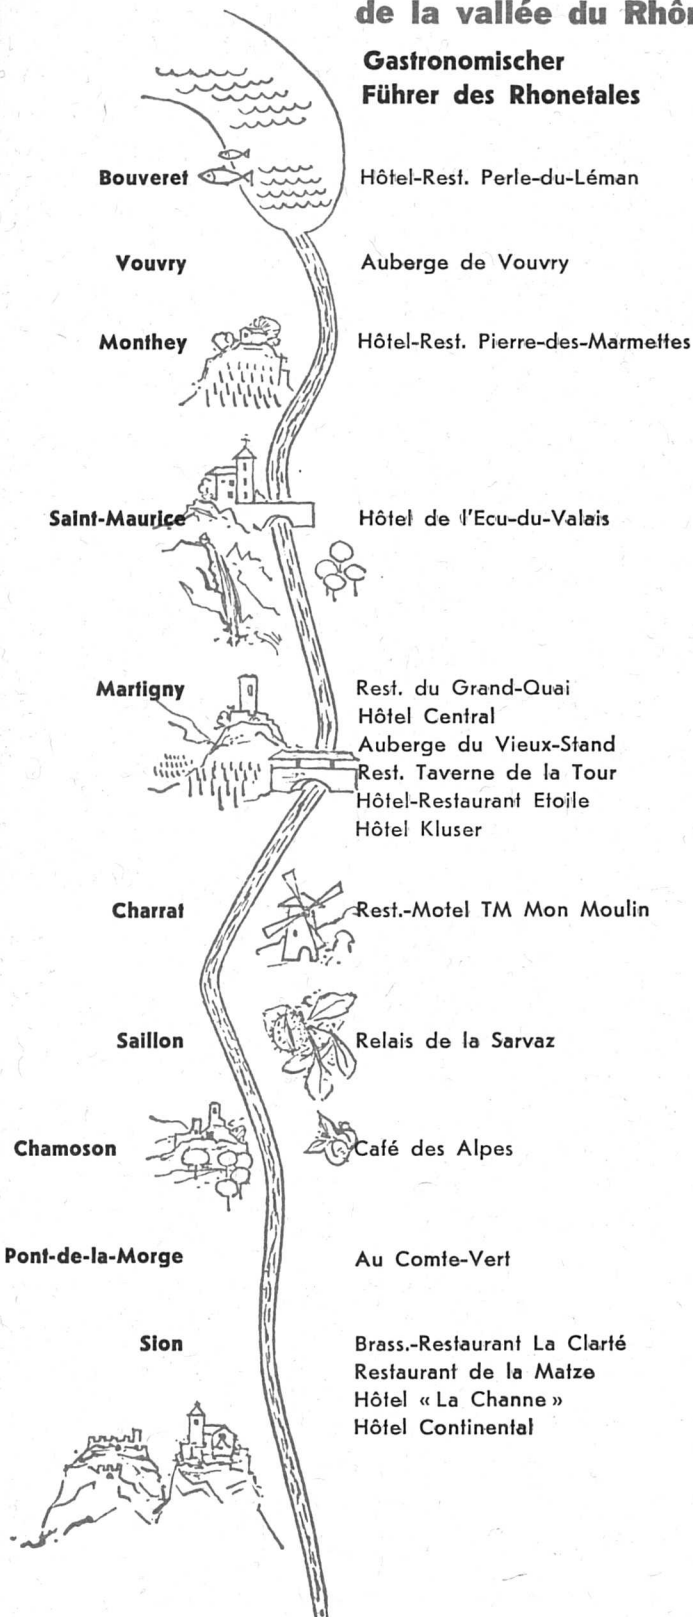 de la vallée du Rhôn
Gastronomischer
Führer des Rhonetales
Bouveret Hôtel-Rest. Perle-du-Léman
Vouvry Auberge de Vouvry
Monthey Hôtel-Rest. Pierre-des-Marmettes
Saint-Maurice Hôtel de l'Ecu-du-Valais
Martigny Rest. du Grand-Quai
Hôtel Central
Auberge du Vieux-Stand
Rest. Taverne de la Tour
Hôtel-Restaurant Etoile
Hôtel Kluser
Charrat Rest.-Motel TM Mon Moulin
Saillon Relais de la Sarvaz
Chamoson Café des Alpes
Pont-de-la-Morge Au Comte-Vert
Sion Brass.-Restaurant La Clarté
Restaurant de la Matze
Hôtel « La Channe »
Hôtel Continental